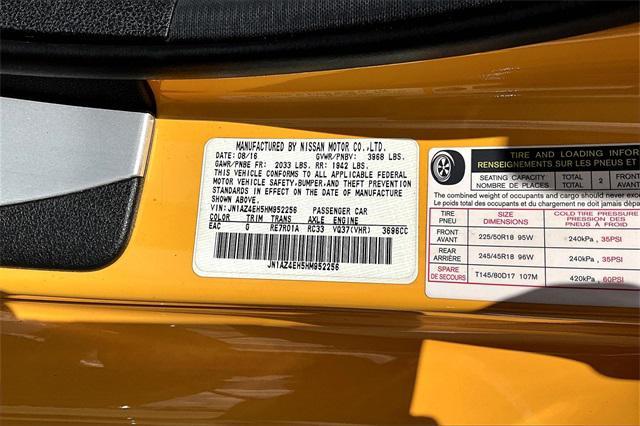 MANUFACTURED BY NISSAN MOTOR CO.,LTD.
DATE: 08/16 GVWR/PNBV: 3968 LBS.
GAWR/PNBE FR: 2033 LBS. RR: 1942 LBS.
THIS VEHICLE CONFORMS TO ALL APPLICABLE FEDERAL
MOTOR VEHICLE SAFETY,BUMPER,AND THEFT PREVENTION
STANDARDS IN EFFECT ON THE DATE OF MANUFACTURE
SHOWN ABOVE.
VIN: JN1AZ4EH5HM952256 PASSENGER CAR
COLOR TRIM TRANS AXLE ENGINE
EAC G RE7R01A RC33 VQ37(VHR) 3696CC
JN1AZ4EH5HM952256
TIRE AND LOADING INFOR
RENSEIGNEMENTS SUR LES PNEUS ET
SEATING CAPACITY TOTAL 2 FRONT
NOMBRE DE PLACES AVANT
The combined weight of occupants and cargo should never exce
Le poids total des occupants et du chargement ne doit jamais dépa
TIRE SIZE COLD TIRE PRESSURE
PNEU DIMENSIONS PRESSION DES
PNEUS À FROID
FRONT AVANT 225/50R18 95W 240kPa, 35PSI
REAR ARRIÈRE 245/45R18 96W 240kPa, 35PSI
SPARE DE SECOURS T145/80D17 107M 420kPa, 60PSI